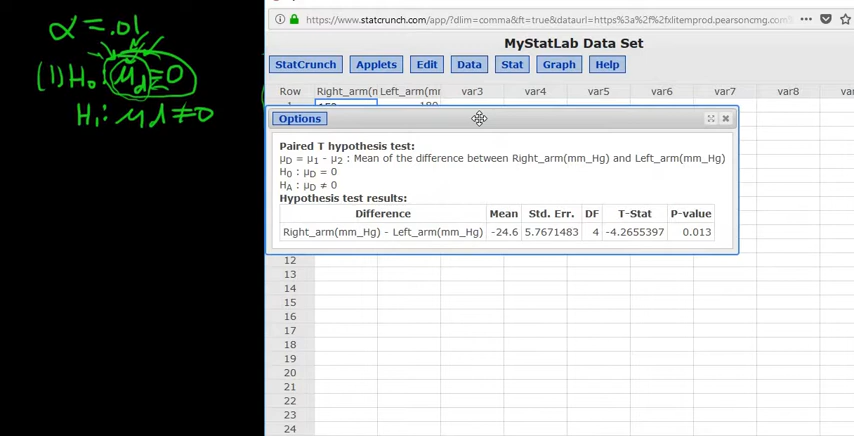 α = .01
(1) H₀: μd = 0
H₁: μd ≠ 0
https://www.statcrunch.com/app/?dlim=comma&ft=true&dataurl=https%3a%2f%2fxlitemprod.pearsoncmg.com
MyStatLab Data Set
StatCrunch Applets Edit Data Stat Graph Help
Row Right_arm(n Left_arm(m var3 var4 var5 var6 var7 var8
Options
Paired T hypothesis test:
μD = μ1 - μ2 : Mean of the difference between Right_arm(mm_Hg) and Left_arm(mm_Hg)
H0 : μD = 0
HA : μD ≠ 0
Hypothesis test results:
Difference Mean Std. Err. DF T-Stat P-value
Right_arm(mm_Hg) - Left_arm(mm_Hg) -24.6 5.7671483 4 -4.2655397 0.013
12
13
14
15
16
17
18
19
20
21
22
23
24